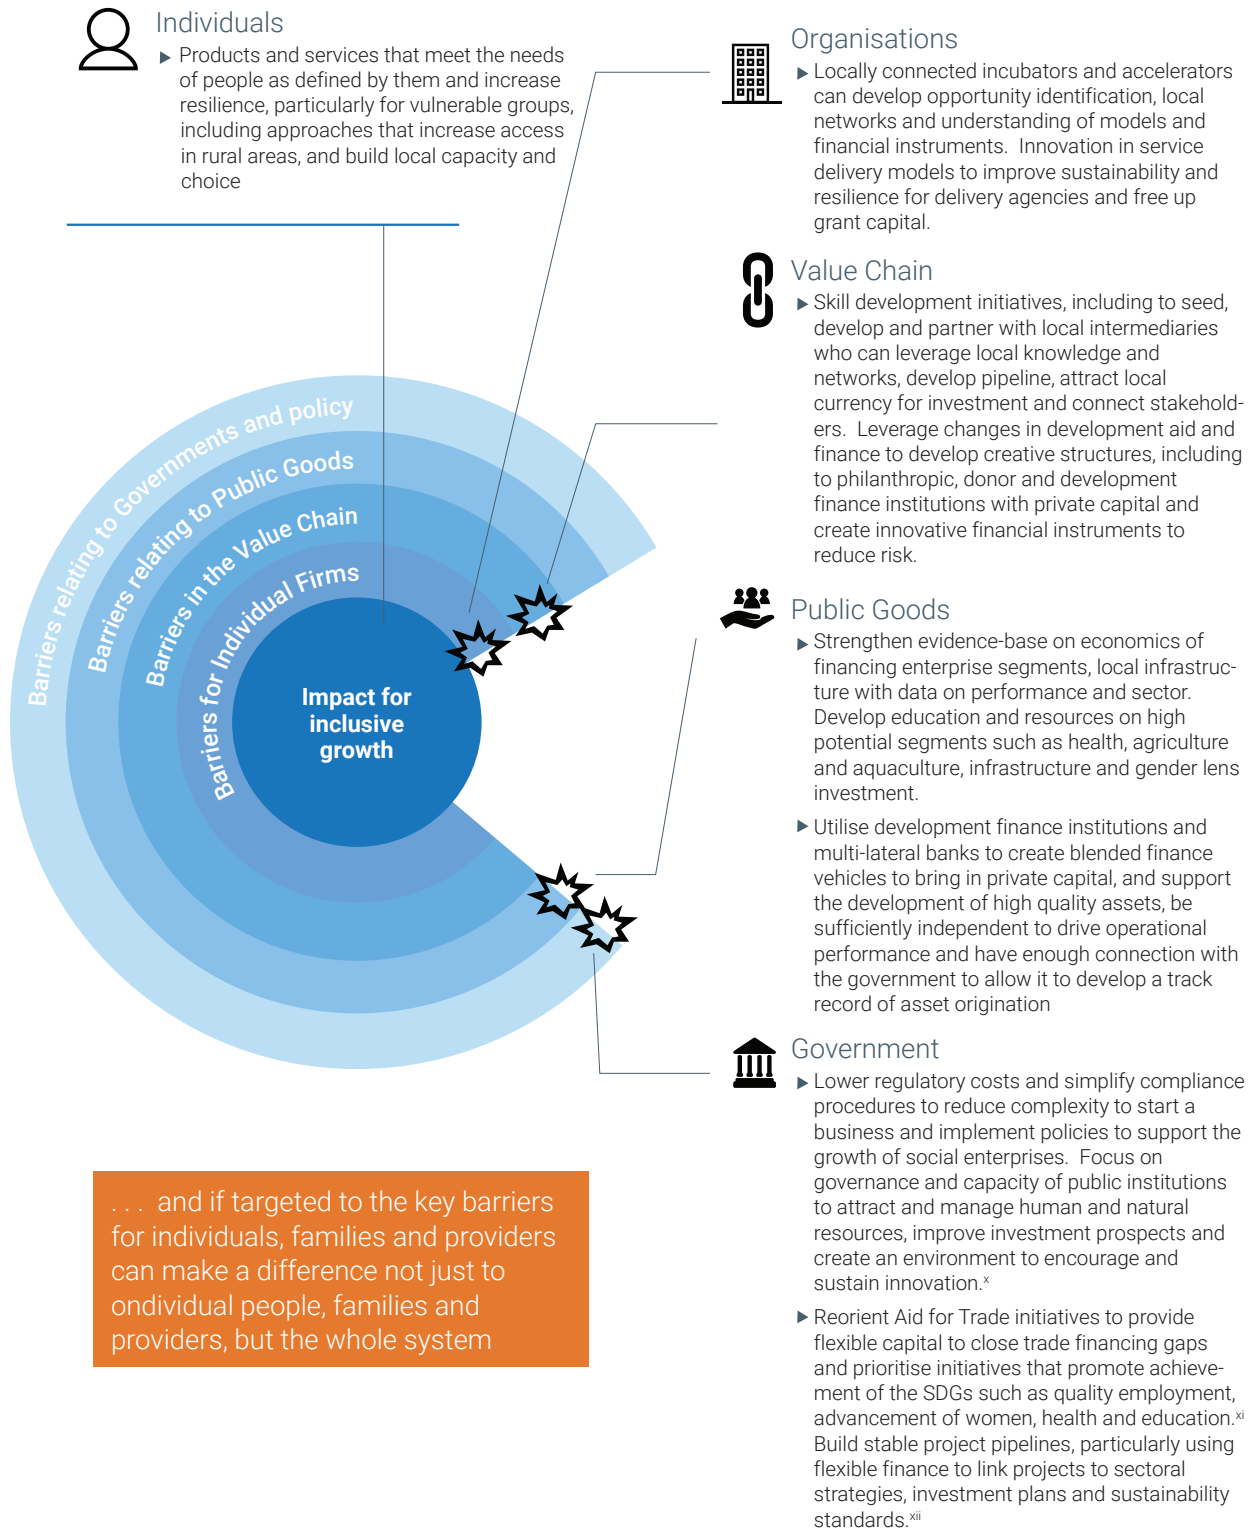 Individuals
▶ Products and services that meet the needs
of people as defined by them and increase
resilience, particularly for vulnerable groups,
including approaches that increase access
in rural areas, and build local capacity and
choice
Organisations
▶ Locally connected incubators and accelerators
can develop opportunity identification, local
networks and understanding of models and
financial instruments. Innovation in service
delivery models to improve sustainability and
resilience for delivery agencies and free up
grant capital.
Value Chain
▶ Skill development initiatives, including to seed,
develop and partner with local intermediaries
who can leverage local knowledge and
networks, develop pipeline, attract local
currency for investment and connect stakehold-
ers. Leverage changes in development aid and
finance to develop creative structures, including
to philanthropic, donor and development
finance institutions with private capital and
create innovative financial instruments to
reduce risk.
Barriers relating to Governments and policy
Barriers relating to Public Goods
Barriers in the Value Chain
Barriers for Individual Firms
Impact for
inclusive
growth
Public Goods
▶ Strengthen evidence-base on economics of
financing enterprise segments, local infrastruc-
ture with data on performance and sector.
Develop education and resources on high
potential segments such as health, agriculture
and aquaculture, infrastructure and gender lens
investment.
▶ Utilise development finance institutions and
multi-lateral banks to create blended finance
vehicles to bring in private capital, and support
the development of high quality assets, be
sufficiently independent to drive operational
performance and have enough connection with
the government to allow it to develop a track
record of asset origination
Government
▶ Lower regulatory costs and simplify compliance
procedures to reduce complexity to start a
business and implement policies to support the
growth of social enterprises. Focus on
governance and capacity of public institutions
to attract and manage human and natural
resources, improve investment prospects and
create an environment to encourage and
sustain innovation.x
▶ Reorient Aid for Trade initiatives to provide
flexible capital to close trade financing gaps
and prioritise initiatives that promote achieve-
ment of the SDGs such as quality employment,
advancement of women, health and education.xi
Build stable project pipelines, particularly using
flexible finance to link projects to sectoral
strategies, investment plans and sustainability
standards.xii
. . . and if targeted to the key barriers
for individuals, families and providers
can make a difference not just to
ondividual people, families and
providers, but the whole system